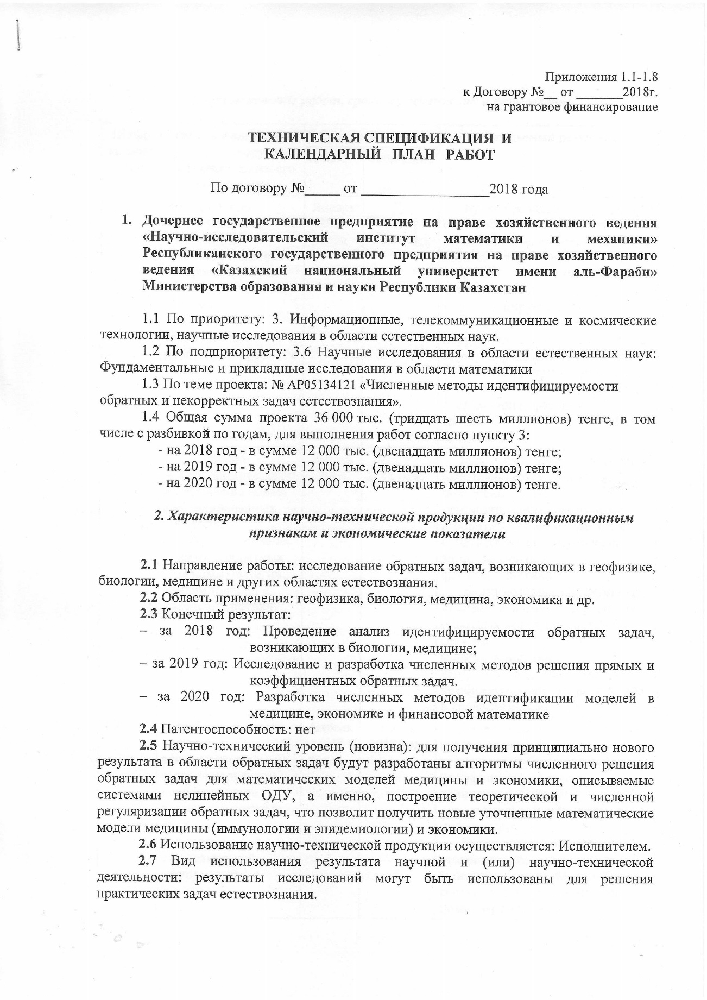 Приложения 1.1-1.8
к Договору №__ от _______2018г.
на грантовое финансирование
ТЕХНИЧЕСКАЯ СПЕЦИФИКАЦИЯ И
КАЛЕНДАРНЫЙ ПЛАН РАБОТ
По договору №_____ от __________________2018 года
1. Дочернее государственное предприятие на праве хозяйственного ведения
«Научно-исследовательский институт математики и механики»
Республиканского государственного предприятия на праве хозяйственного
ведения «Казахский национальный университет имени аль-Фараби»
Министерства образования и науки Республики Казахстан
1.1 По приоритету: 3. Информационные, телекоммуникационные и космические
технологии, научные исследования в области естественных наук.
1.2 По подприоритету: 3.6 Научные исследования в области естественных наук:
Фундаментальные и прикладные исследования в области математики
1.3 По теме проекта: № АР05134121 «Численные методы идентифицируемости
обратных и некорректных задач естествознания».
1.4 Общая сумма проекта 36 000 тыс. (тридцать шесть миллионов) тенге, в том
числе с разбивкой по годам, для выполнения работ согласно пункту 3:
- на 2018 год - в сумме 12 000 тыс. (двенадцать миллионов) тенге;
- на 2019 год - в сумме 12 000 тыс. (двенадцать миллионов) тенге;
- на 2020 год - в сумме 12 000 тыс. (двенадцать миллионов) тенге.
2. Характеристика научно-технической продукции по квалификационным
признакам и экономические показатели
2.1 Направление работы: исследование обратных задач, возникающих в геофизике,
биологии, медицине и других областях естествознания.
2.2 Область применения: геофизика, биология, медицина, экономика и др.
2.3 Конечный результат:
– за 2018 год: Проведение анализ идентифицируемости обратных задач,
возникающих в биологии, медицине;
– за 2019 год: Исследование и разработка численных методов решения прямых и
коэффициентных обратных задач.
– за 2020 год: Разработка численных методов идентификации моделей в
медицине, экономике и финансовой математике
2.4 Патентоспособность: нет
2.5 Научно-технический уровень (новизна): для получения принципиально нового
результата в области обратных задач будут разработаны алгоритмы численного решения
обратных задач для математических моделей медицины и экономики, описываемые
системами нелинейных ОДУ, а именно, построение теоретической и численной
регуляризации обратных задач, что позволит получить новые уточненные математические
модели медицины (иммунологии и эпидемиологии) и экономики.
2.6 Использование научно-технической продукции осуществляется: Исполнителем.
2.7 Вид использования результата научной и (или) научно-технической
деятельности: результаты исследований могут быть использованы для решения
практических задач естествознания.